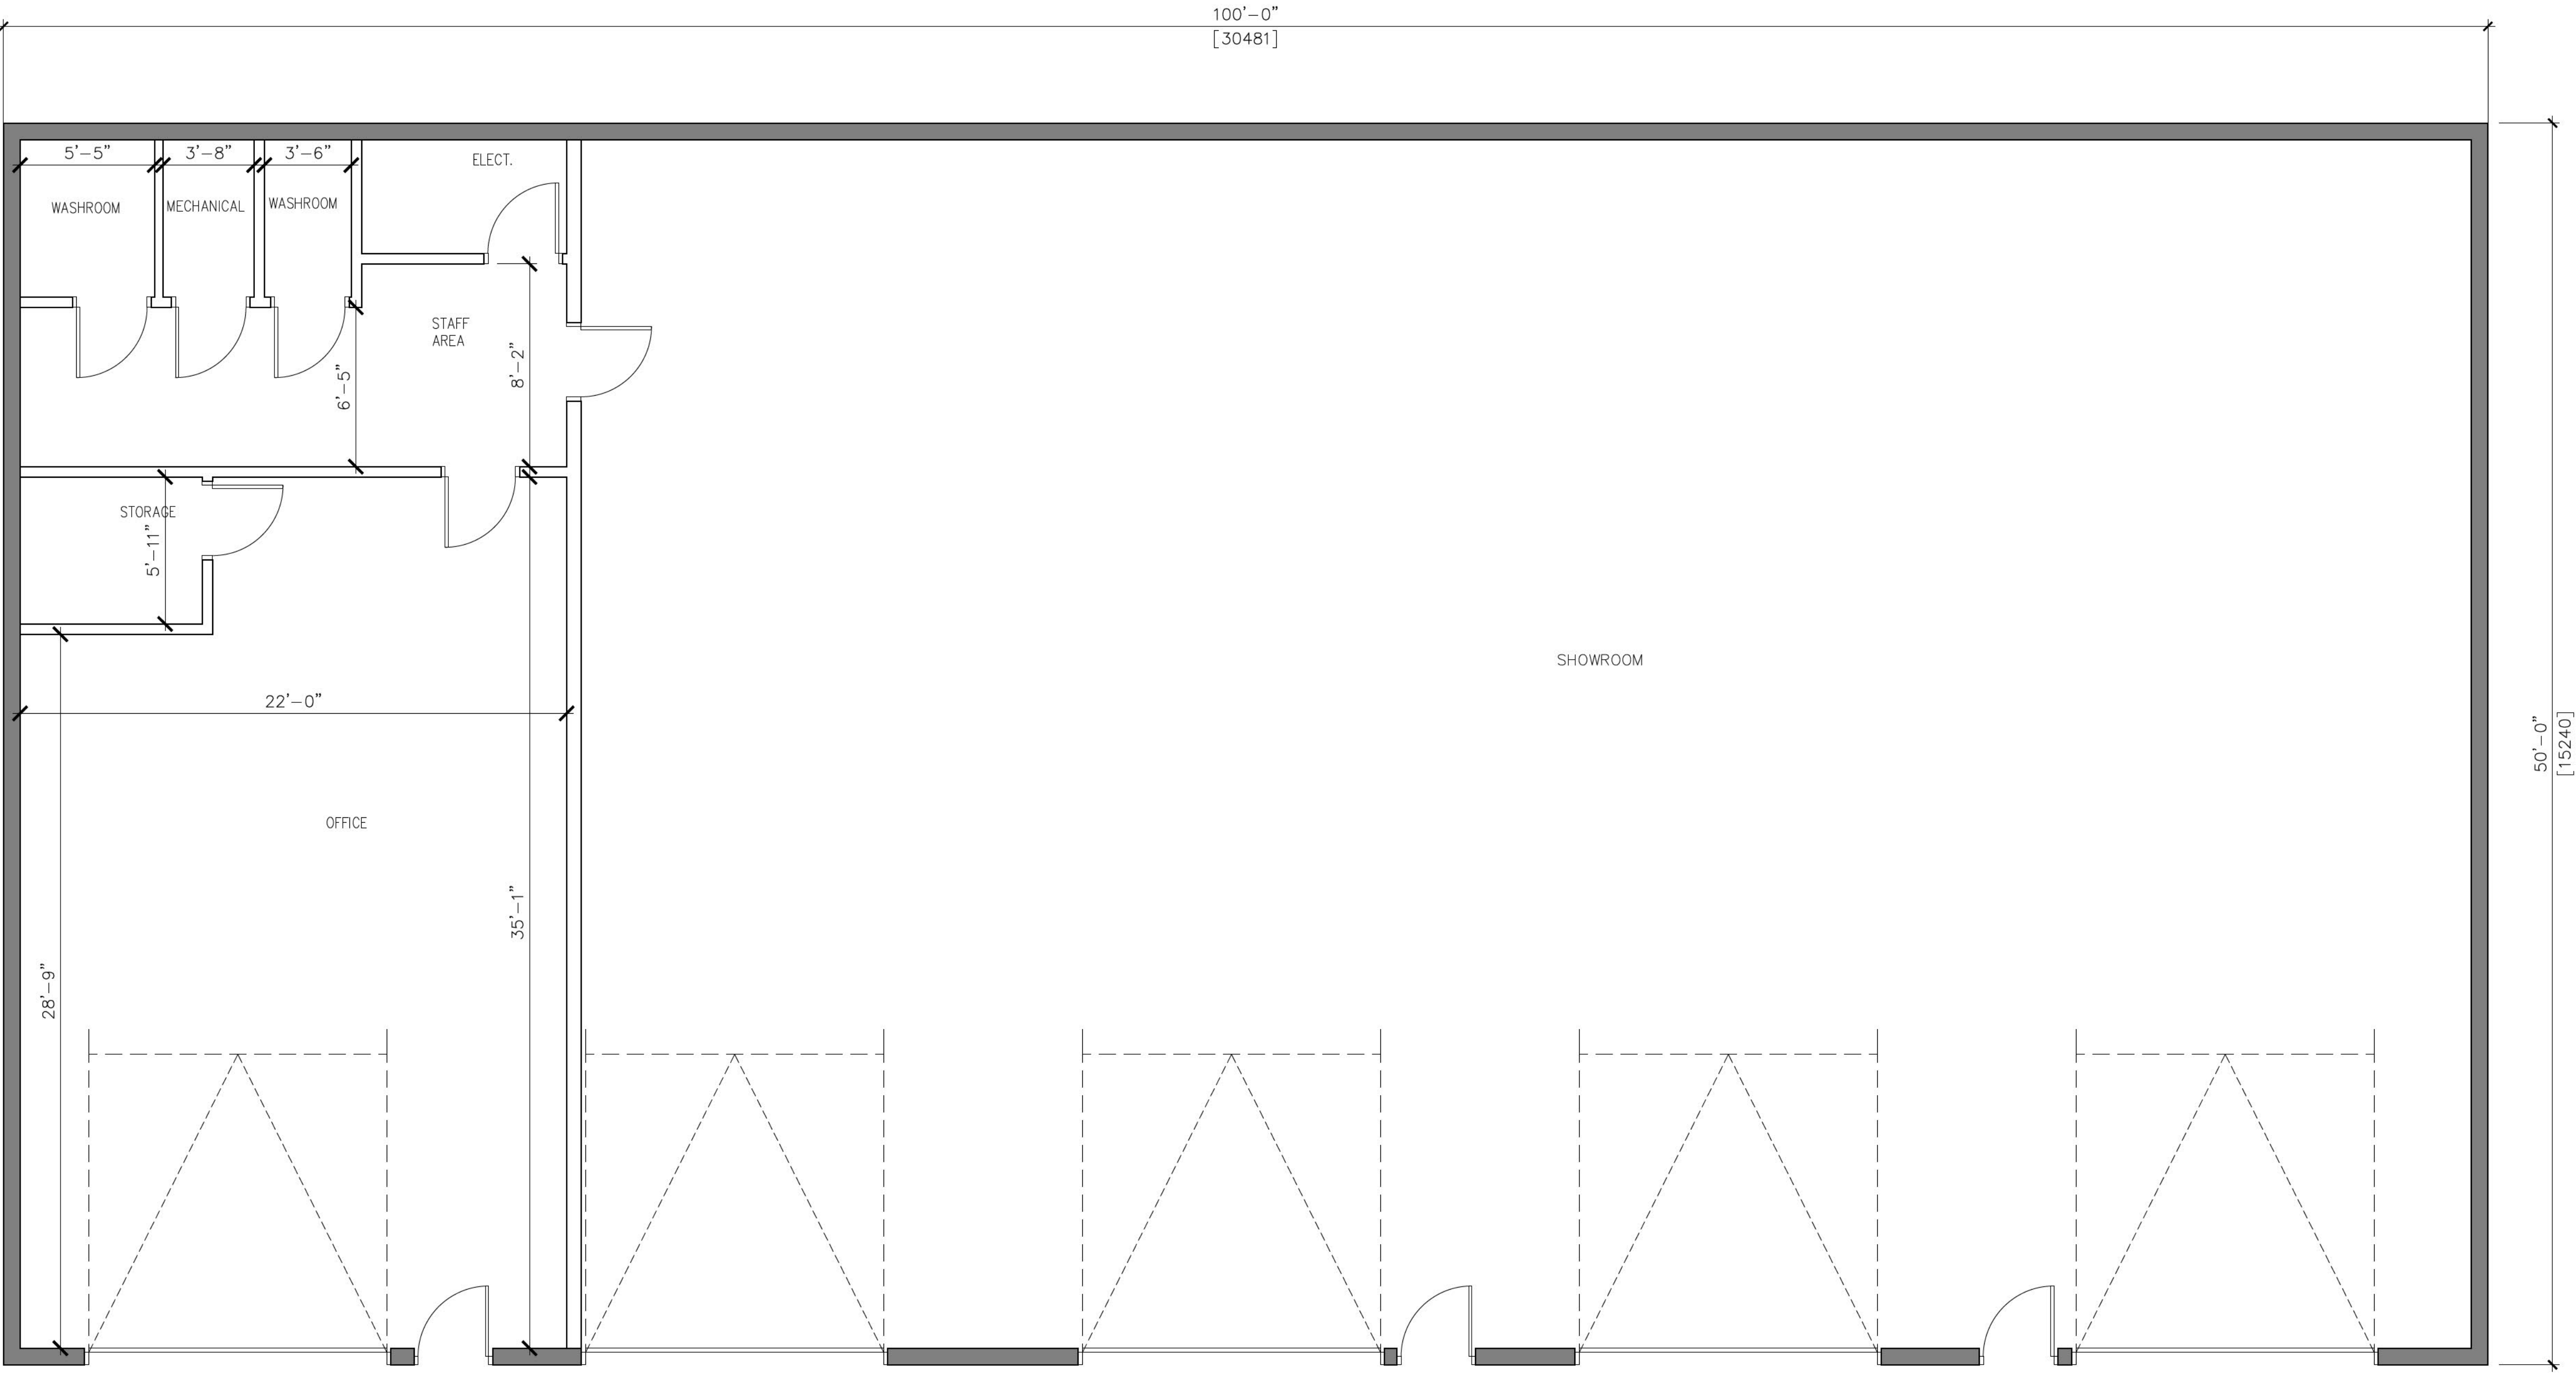 100'-0"
[30481]
5'-5"
3'-8"
3'-6"
ELECT.
WASHROOM
MECHANICAL
WASHROOM
STAFF
AREA
6'-5"
8'-2"
STORAGE
5'-11"
SHOWROOM
22'-0"
50'-0"
[15240]
OFFICE
35'-1"
28'-9"